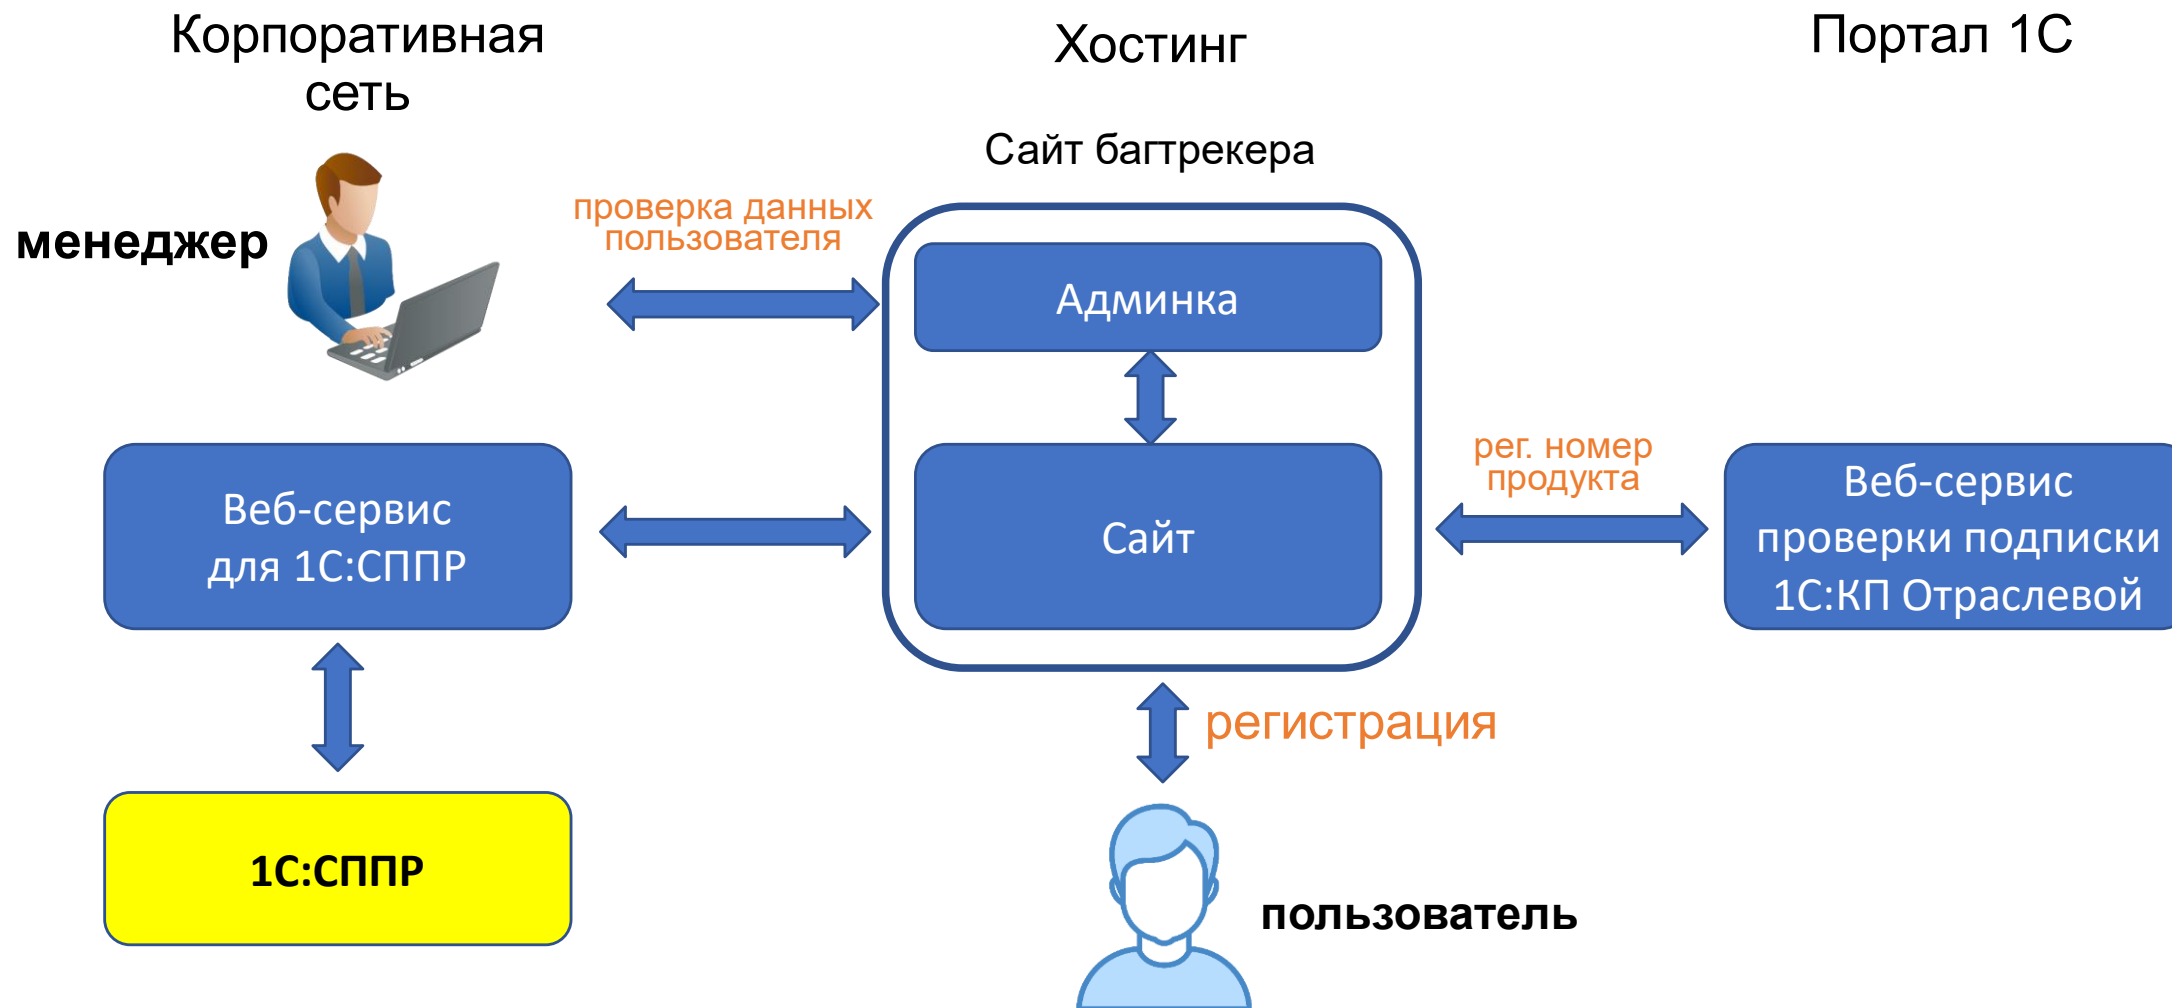 Корпоративная
сеть
Хостинг
Портал 1С
Сайт багтрекера
менеджер
проверка данных
пользователя
Админка
Веб-сервис
для 1С:СППР
Сайт
рег. номер
продукта
Веб-сервис
проверки подписки
1С:КП Отраслевой
регистрация
1С:СППР
пользователь